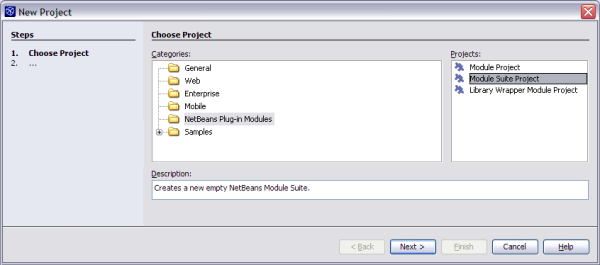 New Project
Steps
1. Choose Project
2. ...
Choose Project
Categories:
General
Web
Enterprise
Mobile
NetBeans Plug-in Modules
Samples
Projects:
Module Project
Module Suite Project
Library Wrapper Module Project
Description:
Creates a new empty NetBeans Module Suite.
< Back
Next >
Finish
Cancel
Help